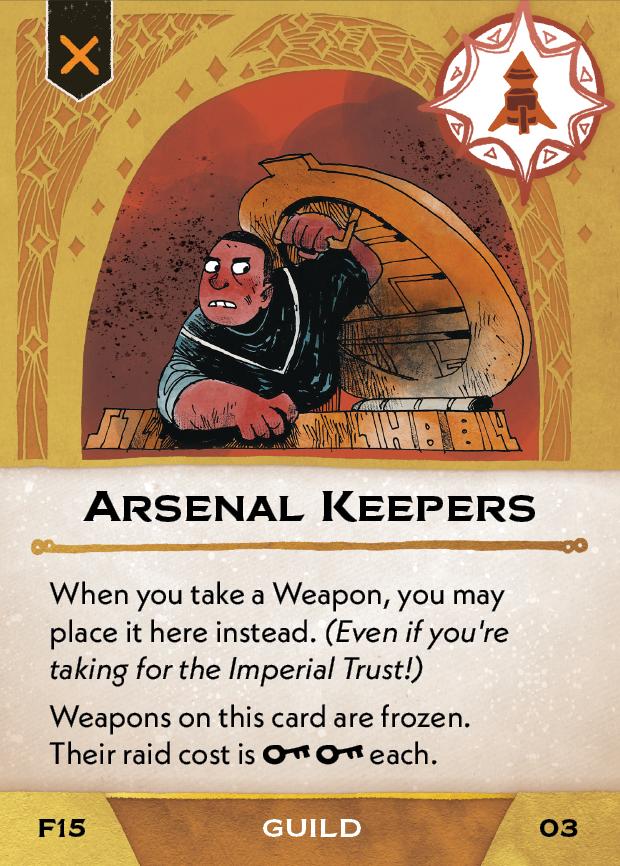 Arsenal Keepers
When you take a Weapon, you may
place it here instead. (Even if you're
taking for the Imperial Trust!)
Weapons on this card are frozen.
Their raid cost is each.
F15
GUILD
03